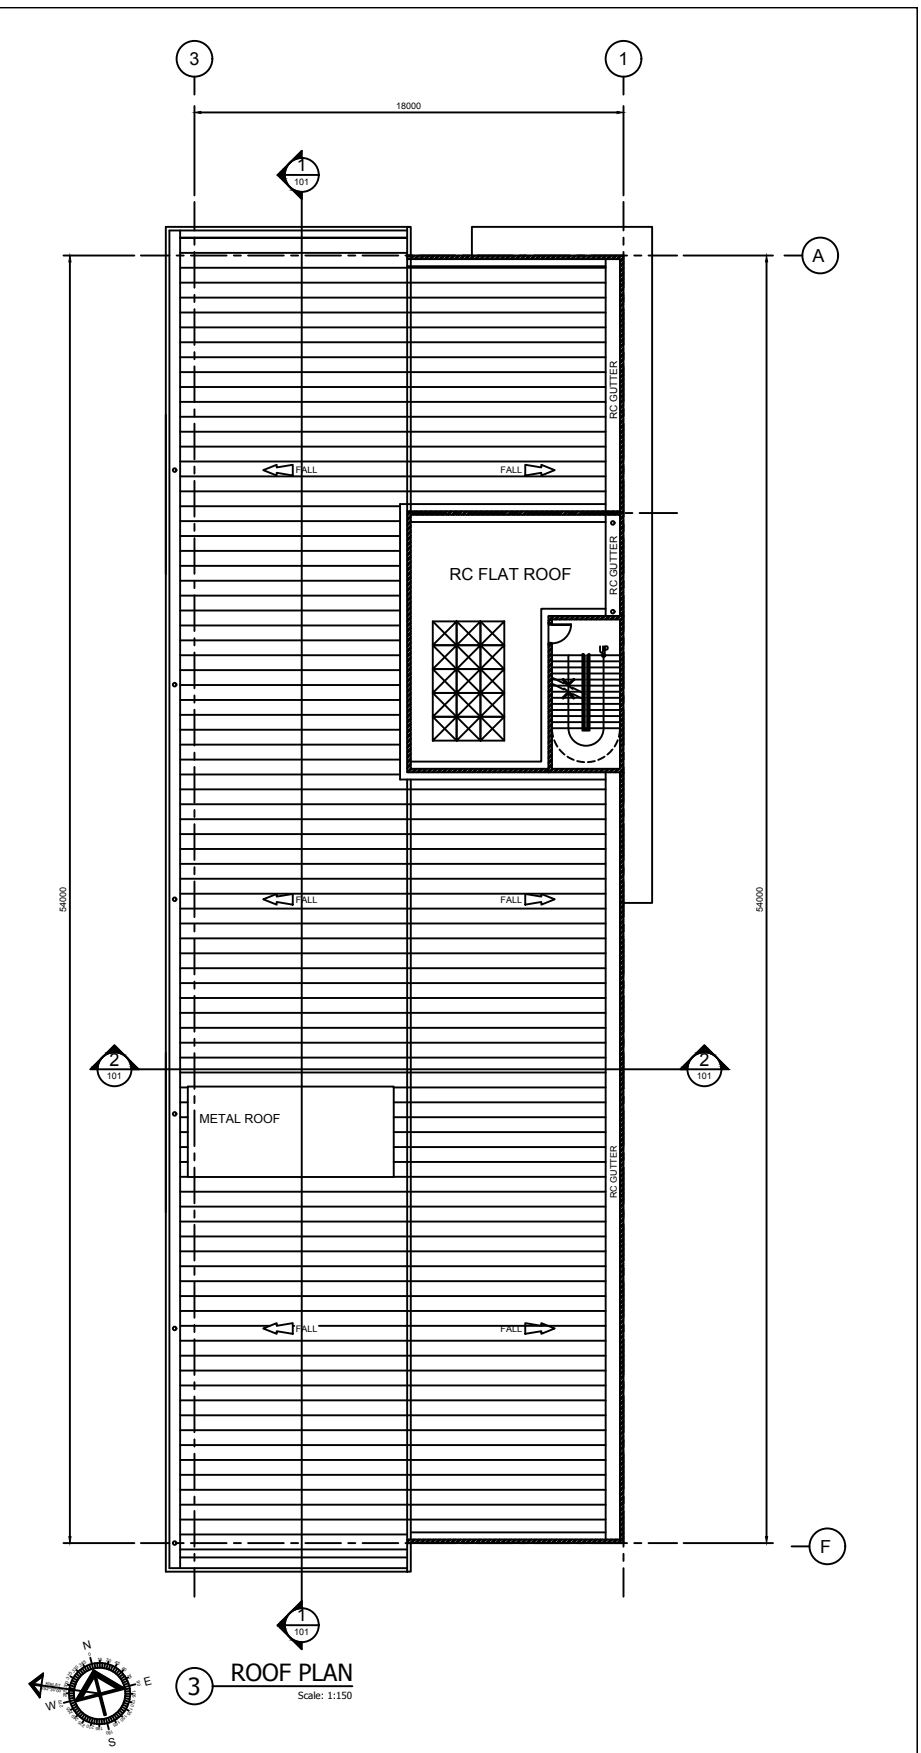 3
1
18000
1
101
A
RC GUTTER
FALL
FALL
RC GUTTER
RC FLAT ROOF
UP
54000
54000
FALL
FALL
2
101
2
101
METAL ROOF
RC GUTTER
FALL
FALL
F
1
101
N
E
W
S
3
ROOF PLAN
Scale: 1:150